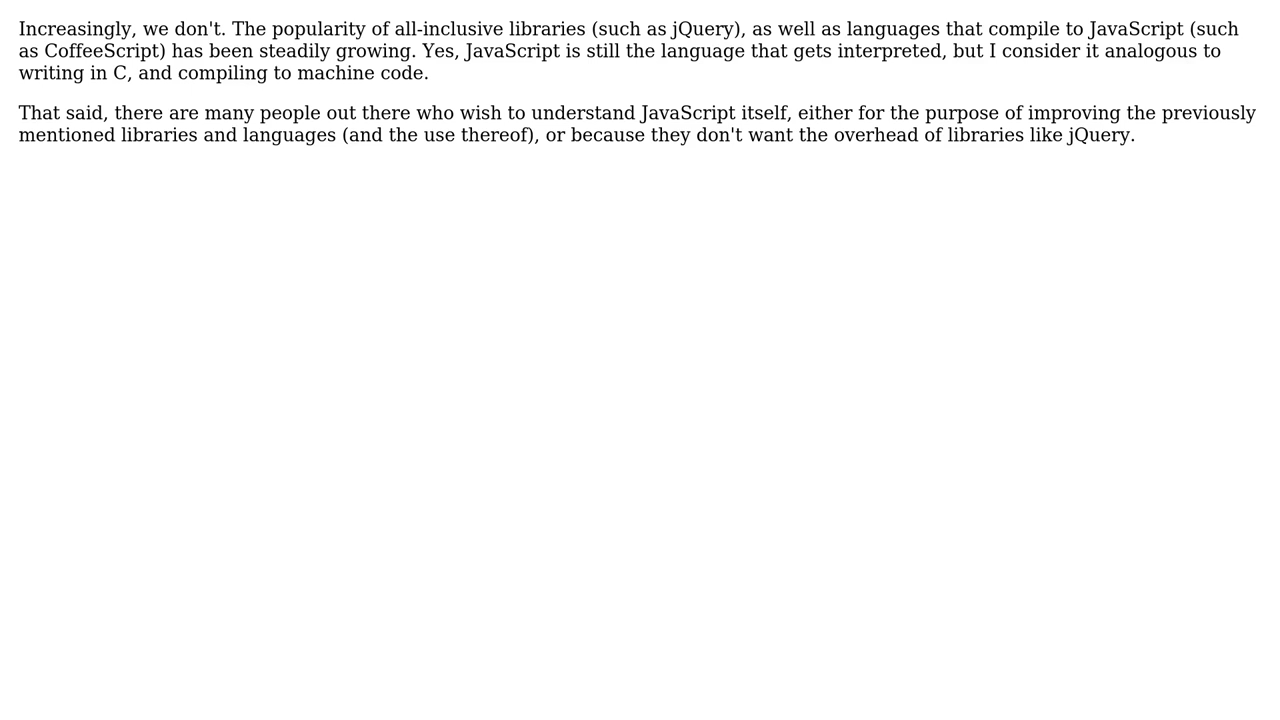 Increasingly, we don't. The popularity of all-inclusive libraries (such as jQuery), as well as languages that compile to JavaScript (such
as CoffeeScript) has been steadily growing. Yes, JavaScript is still the language that gets interpreted, but I consider it analogous to
writing in C, and compiling to machine code.
That said, there are many people out there who wish to understand JavaScript itself, either for the purpose of improving the previously
mentioned libraries and languages (and the use thereof), or because they don't want the overhead of libraries like jQuery.